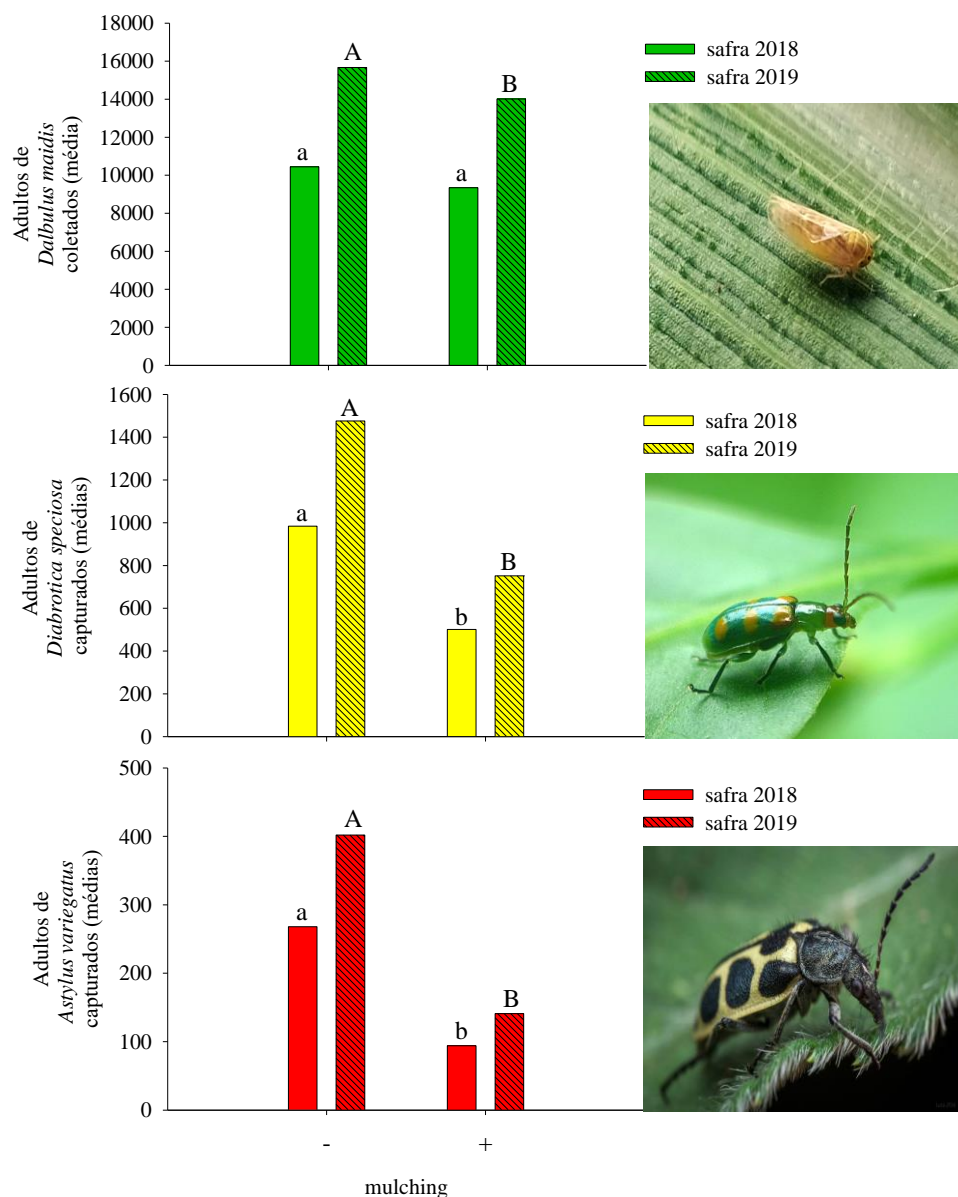 18000
16000
14000
12000
10000
8000
6000
4000
2000
0
Adultos de
Dalbulus maidis
coletados (média)
a
A
a
B
safra 2018
safra 2019
1600
1400
1200
1000
800
600
400
200
0
Adultos de
Diabrotica speciosa
capturados (médias)
a
A
b
B
safra 2018
safra 2019
500
400
300
200
100
0
Adultos de
Astylus variegatus
capturados (médias)
a
A
b
B
safra 2018
safra 2019
- +
mulching